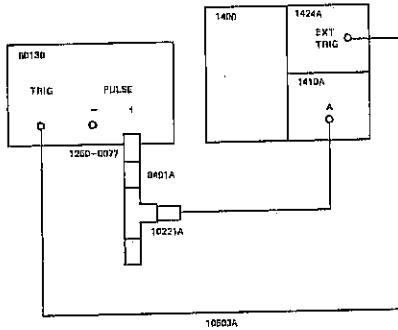 8013B
TRIG
PULSE
–
+
1250-0077
8491A
10221A
10503A
1400
1424A
EXT
TRIG
1410A
A